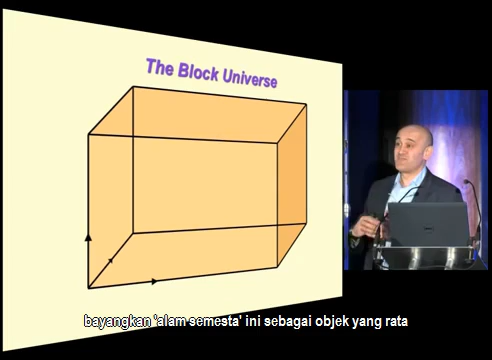 The Block Universe
bayangkan 'alam semesta' ini sebagai objek yang rata